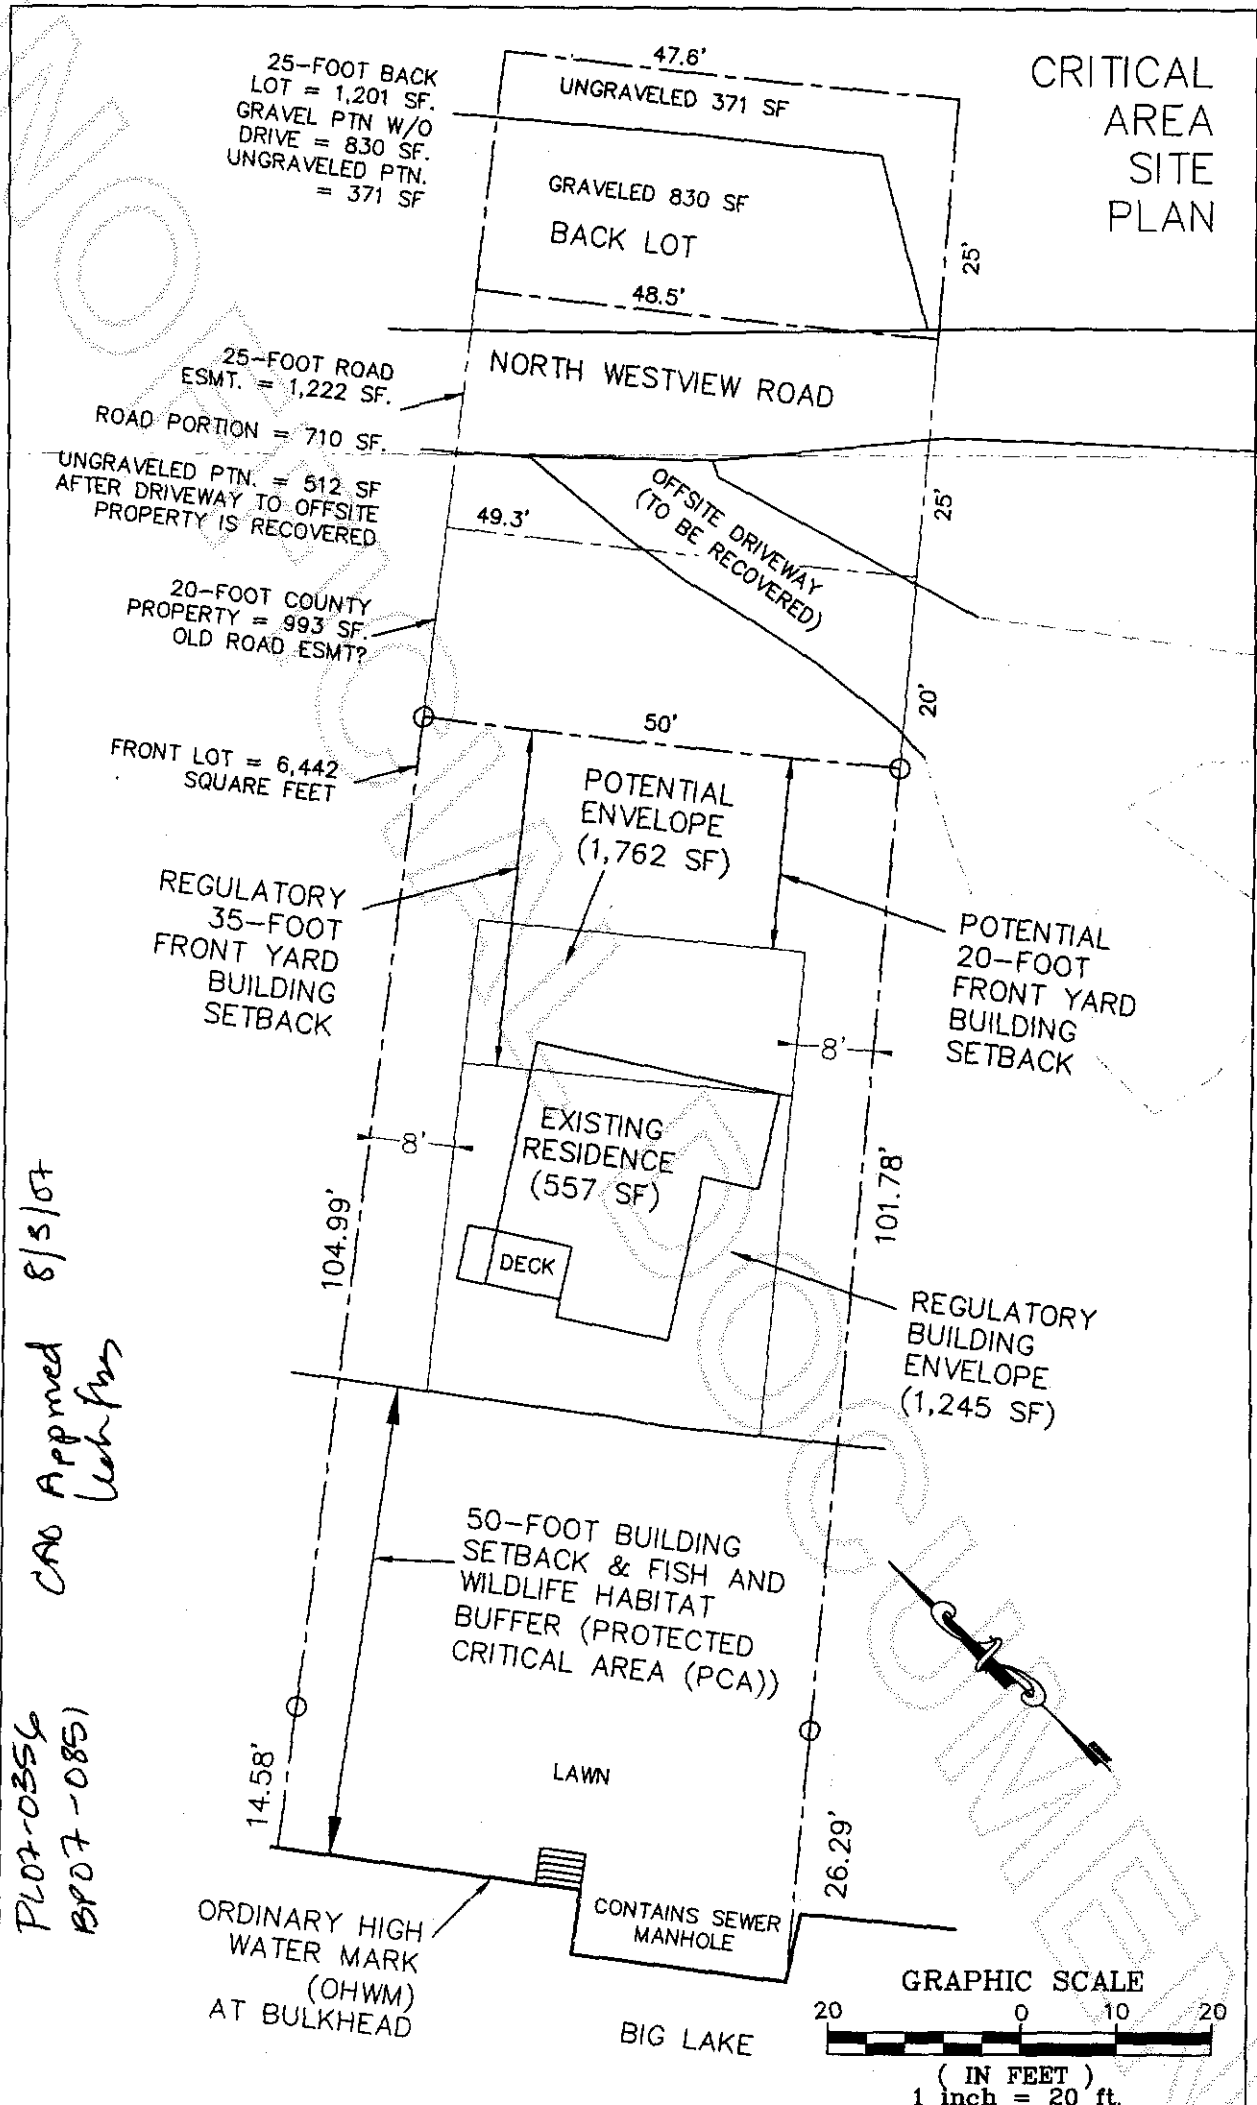 CRITICAL
AREA
SITE
PLAN
25-FOOT BACK
LOT = 1,201 SF.
GRAVEL PTN W/O
DRIVE = 830 SF.
UNGRAVELED PTN.
= 371 SF
47.6'
UNGRAVELED 371 SF
GRAVELED 830 SF
BACK LOT
25'
48.5'
NORTH WESTVIEW ROAD
25-FOOT ROAD
ESMT. = 1,222 SF.
ROAD PORTION = 710 SF.
UNGRAVELED PTN. = 512 SF
AFTER DRIVEWAY TO OFFSITE
PROPERTY IS RECOVERED
49.3'
OFFSITE DRIVEWAY
(TO BE RECOVERED)
25'
20-FOOT COUNTY
PROPERTY = 993 SF.
OLD ROAD ESMT?
20'
50'
FRONT LOT = 6,442
SQUARE FEET
POTENTIAL
ENVELOPE
(1,762 SF)
REGULATORY
35-FOOT
FRONT YARD
BUILDING
SETBACK
POTENTIAL
20-FOOT
FRONT YARD
BUILDING
SETBACK
8'
8'
EXISTING
RESIDENCE
(557 SF)
DECK
104.99'
101.78'
REGULATORY
BUILDING
ENVELOPE
(1,245 SF)
50-FOOT BUILDING
SETBACK & FISH AND
WILDLIFE HABITAT
BUFFER (PROTECTED
CRITICAL AREA (PCA))
LAWN
14.58'
26.29'
CONTAINS SEWER
MANHOLE
ORDINARY HIGH
WATER MARK
(OHWM)
AT BULKHEAD
BIG LAKE
GRAPHIC SCALE
20 0 10 20
( IN FEET )
1 inch = 20 ft.
CAO Approved 8/3/07
PL07-0356
BP07-0851
UNOFFICIAL DOCUMENT